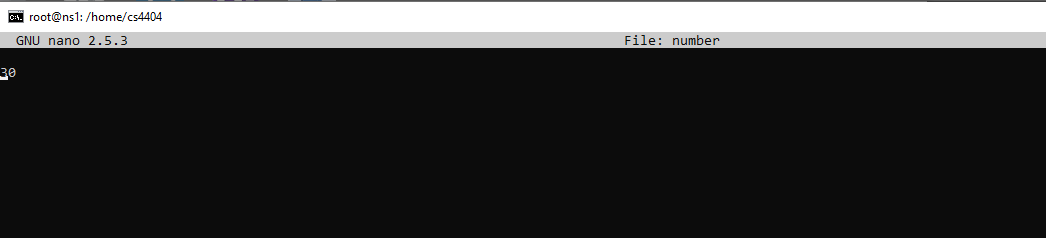 root@ns1: /home/cs4404
GNU nano 2.5.3 File: number
30